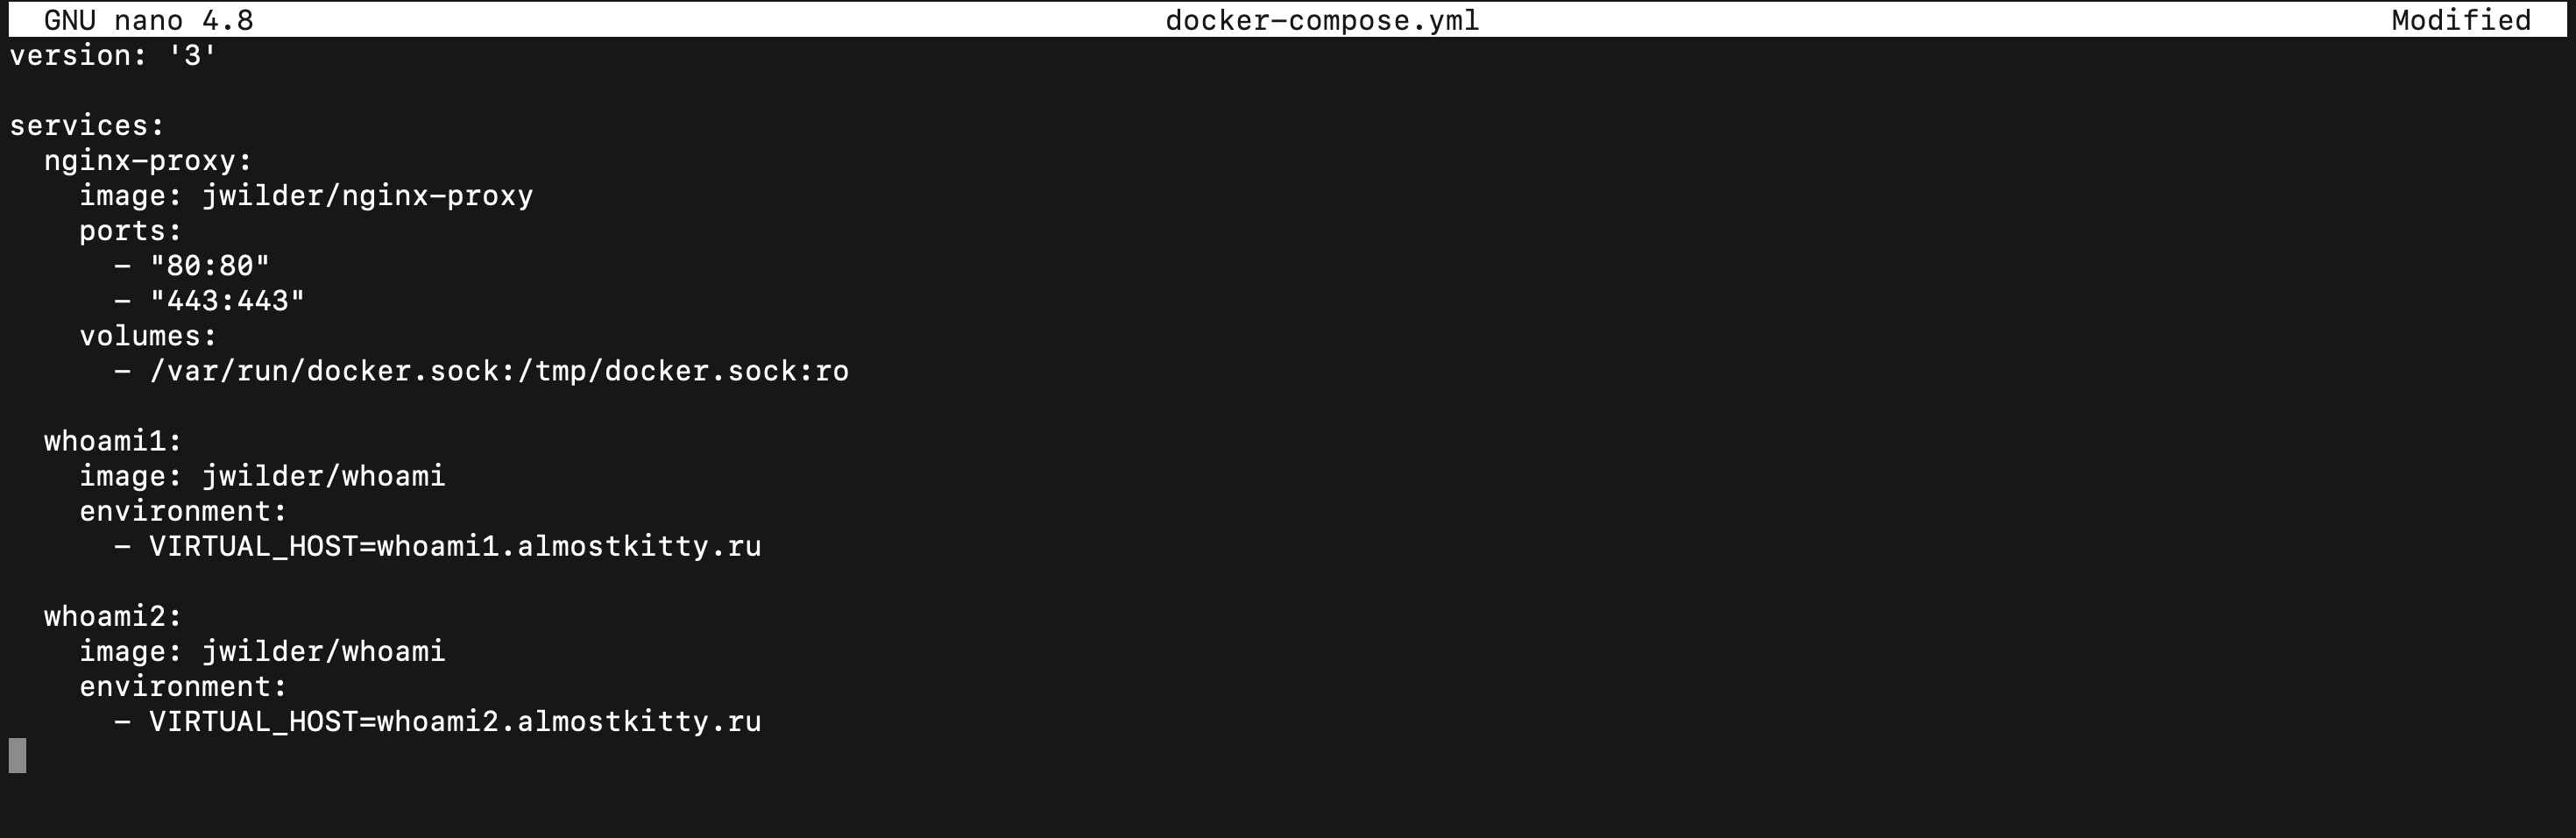 GNU nano 4.8 docker-compose.yml Modified
version: '3'
services:
  nginx-proxy:
    image: jwilder/nginx-proxy
    ports:
      - "80:80"
      - "443:443"
    volumes:
      - /var/run/docker.sock:/tmp/docker.sock:ro
  whoami1:
    image: jwilder/whoami
    environment:
      - VIRTUAL_HOST=whoami1.almostkitty.ru
  whoami2:
    image: jwilder/whoami
    environment:
      - VIRTUAL_HOST=whoami2.almostkitty.ru